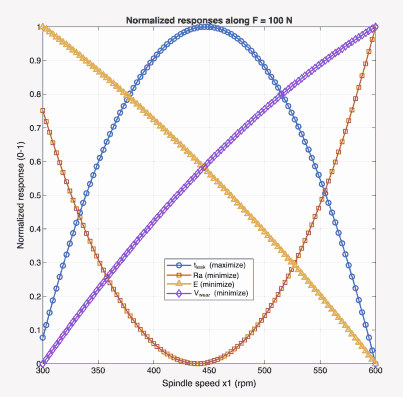 Normalized responses along F = 100 N
1
0.9
0.8
0.7
0.6
0.5
0.4
0.3
0.2
0.1
0
Normalized response (0-1)
(maximize)
Ra (minimize)
E (minimize)
Vwear (minimize)
300
350
400
450
500
550
600
Spindle speed x1 (rpm)